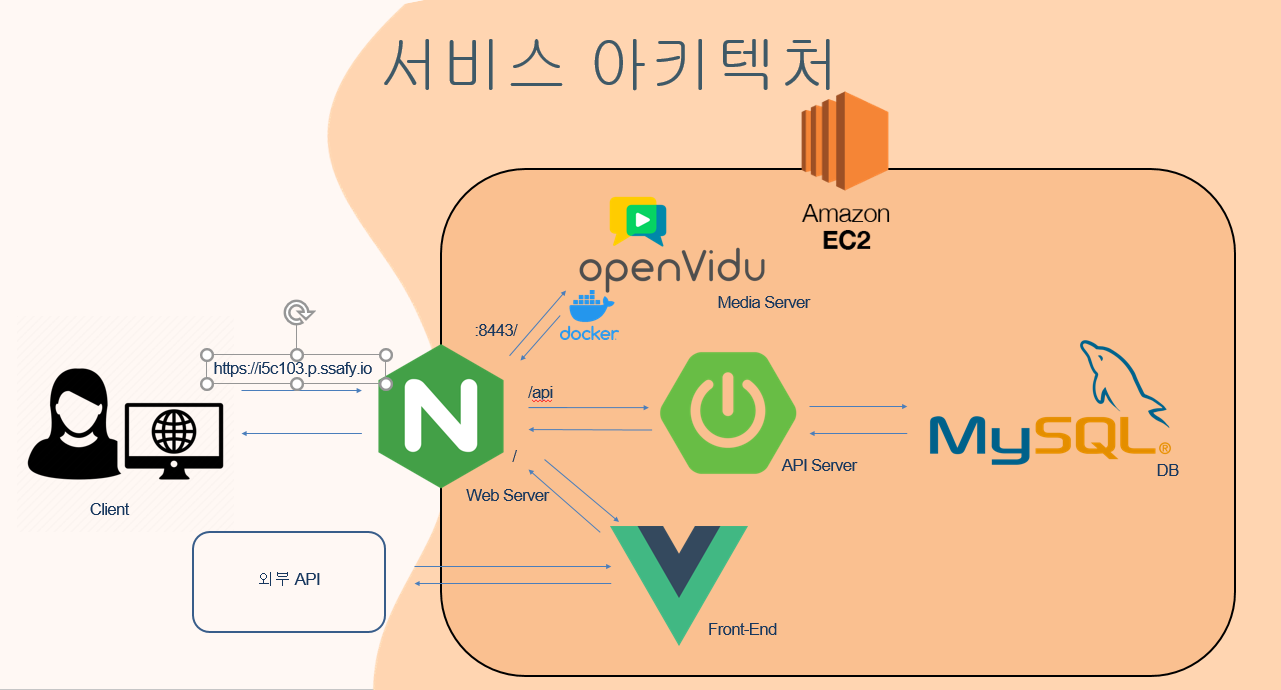 서비스 아키텍처
Amazon
EC2
openVidu
Media Server
docker
:8443/
https://i5c103.p.ssafy.io
N
/api
MySQL®
API Server
DB
/
Web Server
Client
외부 API
Front-End